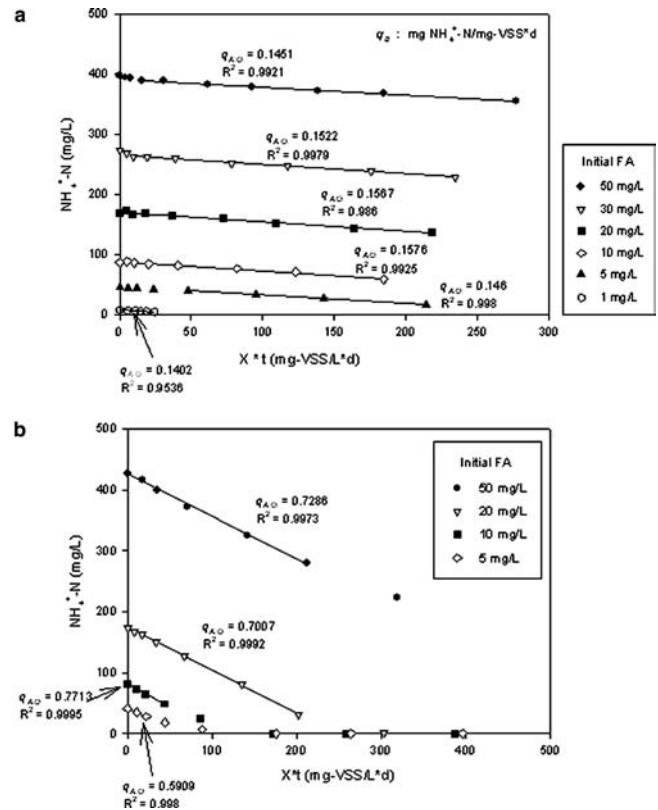 a
q_a : mg NH4+-N/mg-VSS*d
q_AO = 0.1451
R² = 0.9921
q_AO = 0.1522
R² = 0.9979
q_AO = 0.1567
R² = 0.986
q_AO = 0.1576
R² = 0.9925
q_AO = 0.146
R² = 0.998
q_AO = 0.1402
R² = 0.9536
NH4+-N (mg/L)
500
400
300
200
100
0
0 50 100 150 200 250 300
X*t (mg-VSS/L*d)
Initial FA
50 mg/L
30 mg/L
20 mg/L
10 mg/L
5 mg/L
1 mg/L
b
NH4+-N (mg/L)
500
400
300
200
100
0
q_AO = 0.7286
R² = 0.9973
q_AO = 0.7007
R² = 0.9992
q_AO = 0.7713
R² = 0.9995
q_AO = 0.5909
R² = 0.998
0 100 200 300 400 500
X*t (mg-VSS/L*d)
Initial FA
50 mg/L
20 mg/L
10 mg/L
5 mg/L